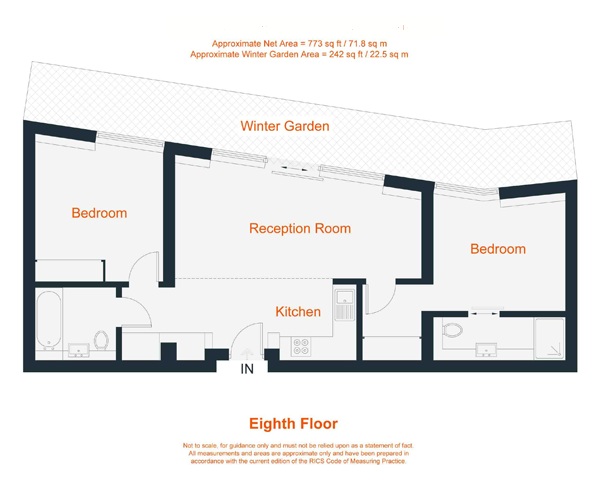 Approximate Net Area = 773 sq ft / 71.8 sq m
Approximate Winter Garden Area = 242 sq ft / 22.5 sq m
Winter Garden
Bedroom
Reception Room
Bedroom
Kitchen
IN
Eighth Floor
Not to scale, for guidance only and must not be relied upon as a statement of fact.
All measurements and areas are approximate only and have been prepared in
accordance with the current edition of the RICS Code of Measuring Practice.